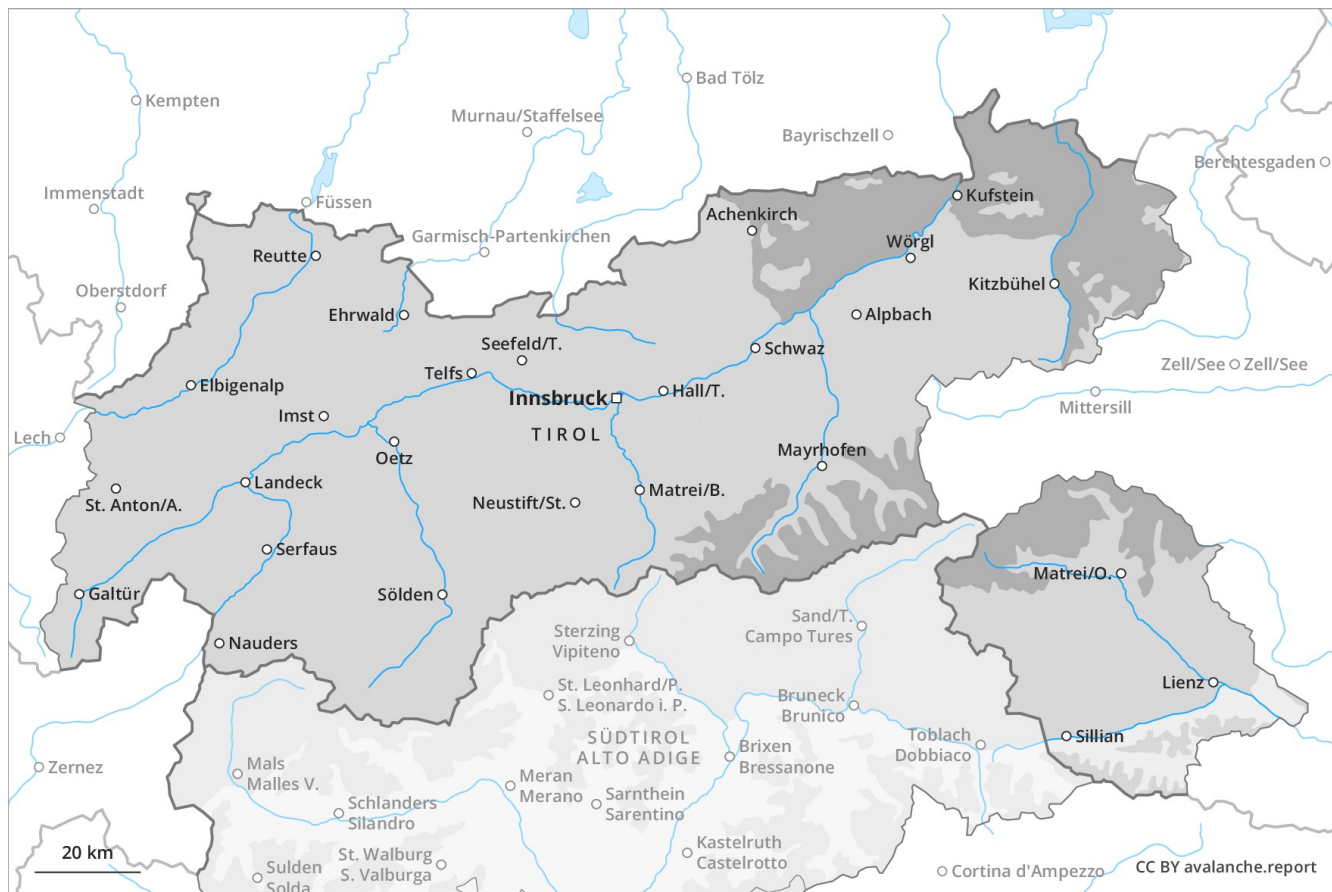 Bad Tölz
Kempten
Murnau/Staffelsee
Bayrischzell
Berchtesgaden
Immenstadt
Füssen
Kufstein
Achenkirch
Garmisch-Partenkirchen
Wörgl
Reutte
Oberstdorf
Kitzbühel
Ehrwald
Alpbach
Seefeld/T.
Schwaz
Zell/See
Zell/See
Telfs
Elbigenalp
Hall/T.
Innsbruck
Mittersill
Imst
Lech
TIROL
Oetz
Mayrhofen
Landeck
Matrei/B.
St. Anton/A.
Neustift/St.
Serfaus
Matrei/O.
Galtür
Sölden
Sand/T.
Campo Tures
Sterzing
Vipiteno
Nauders
Lienz
St. Leonhard/P.
S. Leonardo i. P.
Bruneck
Brunico
Sillian
SÜDTIROL
ALTO ADIGE
Toblach
Dobbiaco
Brixen
Bressanone
Zernez
Mals
Malles V.
Meran
Merano
Sarnthein
Sarentino
Schlanders
Silandro
Kastelruth
Castelrotto
20 km
St. Walburg
S. Valburga
Sulden
Solda
Cortina d'Ampezzo
CC BY avalanche.report